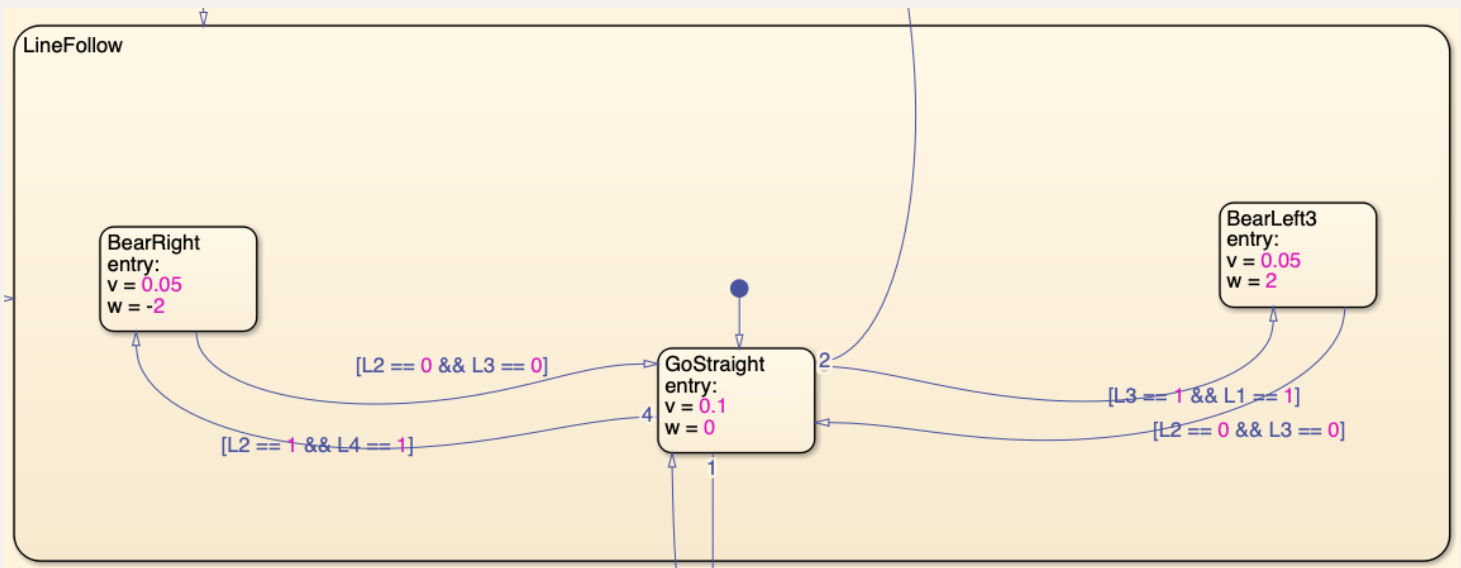 LineFollow
BearRight
entry:
v = 0.05
w = -2
BearLeft3
entry:
v = 0.05
w = 2
[L2 == 0 && L3 == 0]
GoStraight
entry:
v = 0.1
w = 0
2
4
1
[L3 == 1 && L1 == 1]
[L2 == 0 && L3 == 0]
[L2 == 1 && L4 == 1]